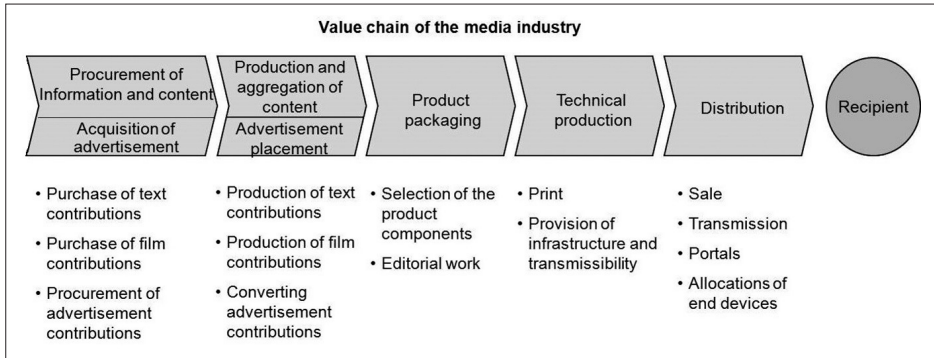 Value chain of the media industry
Procurement of
Information and content
Acquisition of
advertisement
Production and
aggregation of
content
Advertisement
placement
Product
packaging
Technical
production
Distribution
Recipient
• Purchase of text
contributions
• Purchase of film
contributions
• Procurement of
advertisement
contributions
• Production of text
contributions
• Production of film
contributions
• Converting
advertisement
contributions
• Selection of the
product
components
• Editorial work
• Print
• Provision of
infrastructure and
transmissibility
• Sale
• Transmission
• Portals
• Allocations of
end devices